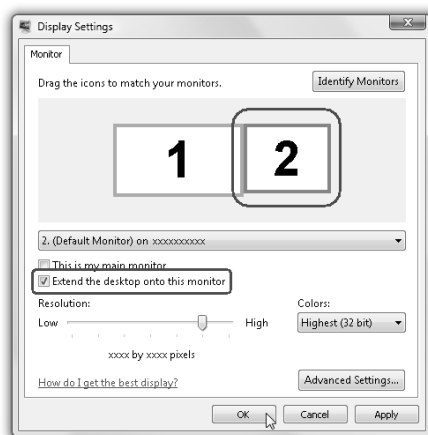 Display Settings
Monitor
Drag the icons to match your monitors.
Identify Monitors
1
2
2. (Default Monitor) on xxxxxxxxxx
This is my main monitor
Extend the desktop onto this monitor
Resolution:
Colors:
Low
High
Highest (32 bit)
xxxx by xxxx pixels
How do I get the best display?
Advanced Settings...
OK
Cancel
Apply